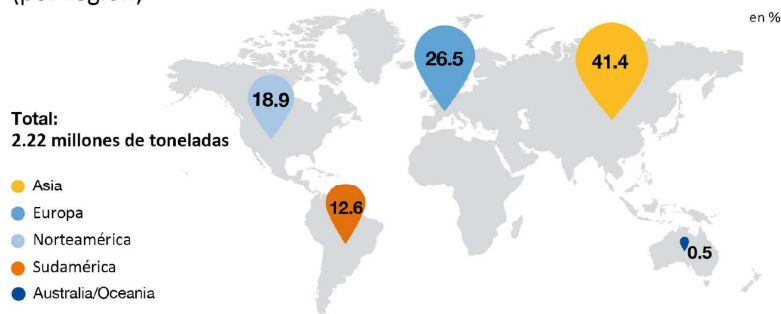 (por región)
en %
26.5
41.4
18.9
Total:
2.22 millones de toneladas
Asia
Europa
12.6
Norteamérica
Sudamérica
0.5
Australia/Oceania